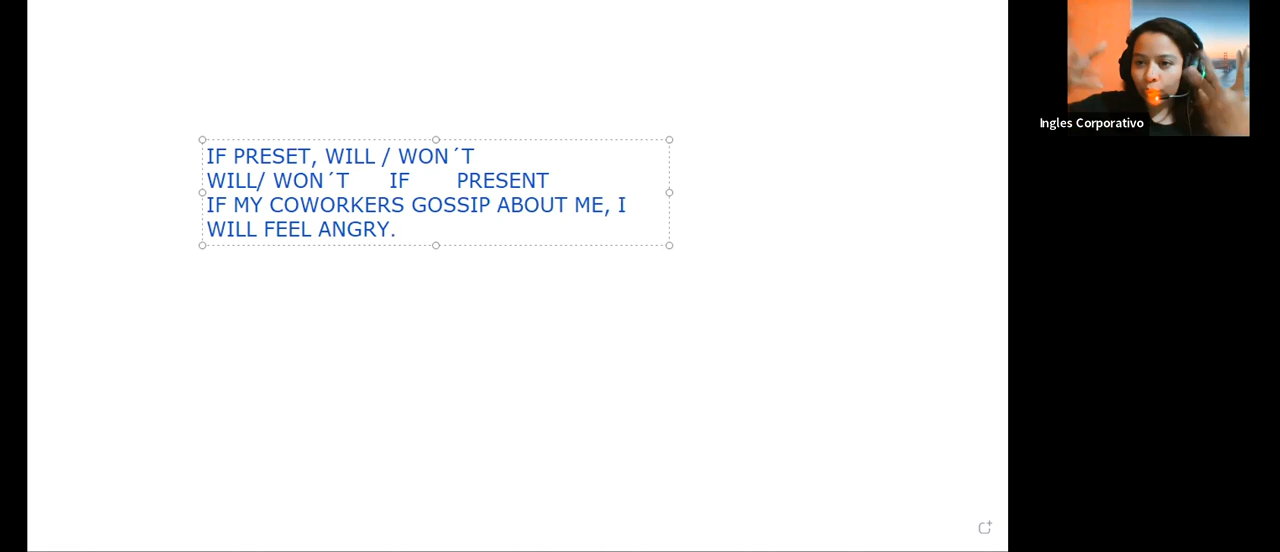 IF PRESET, WILL / WON´T
WILL/ WON´T IF PRESENT
IF MY COWORKERS GOSSIP ABOUT ME, I
WILL FEEL ANGRY.
Ingles Corporativo